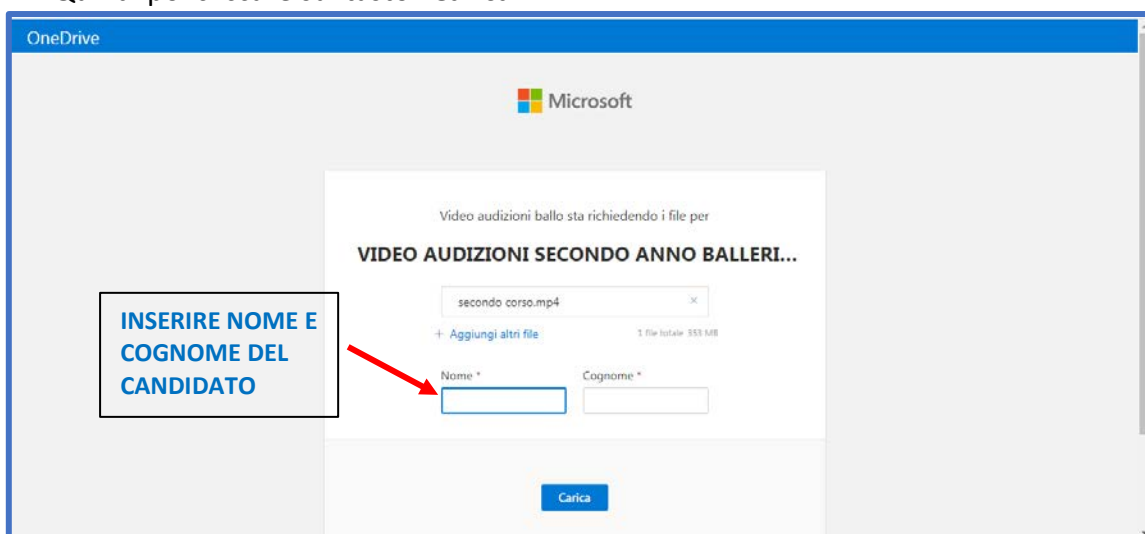 OneDrive
Microsoft
Video audizioni ballo sta richiedendo i file per
VIDEO AUDIZIONI SECONDO ANNO BALLERI...
secondo corso.mp4 ×
+ Aggiungi altri file 1 file totale 353 MB
INSERIRE NOME E
COGNOME DEL
CANDIDATO
Nome * Cognome *
Carica